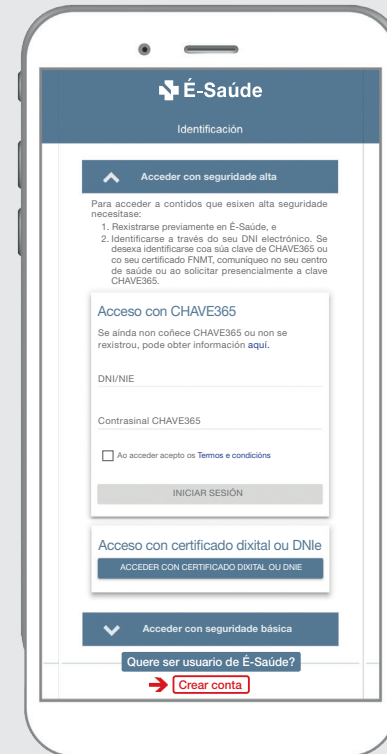 É-Saúde
Identificación
Acceder con seguridade alta
Para acceder a contidos que esixen alta seguridade
necesítase:
1. Rexistrarse previamente en É-Saúde, e
2. Identificarse a través do seu DNI electrónico. Se
desexa identificarse coa súa clave de CHAVE365 ou
co seu certificado FNMT, comuníqueo no seu centro
de saúde ou ao solicitar presencialmente a clave
CHAVE365.
Acceso con CHAVE365
Se aínda non coñece CHAVE365 ou non se
rexistrou, pode obter información aquí.
DNI/NIE
Contrasinal CHAVE365
Ao acceder acepto os Termos e condicións
INICIAR SESIÓN
Acceso con certificado dixital ou DNIe
ACCEDER CON CERTIFICADO DIXITAL OU DNIE
Acceder con seguridade básica
Quere ser usuario de É-Saúde?
Crear conta